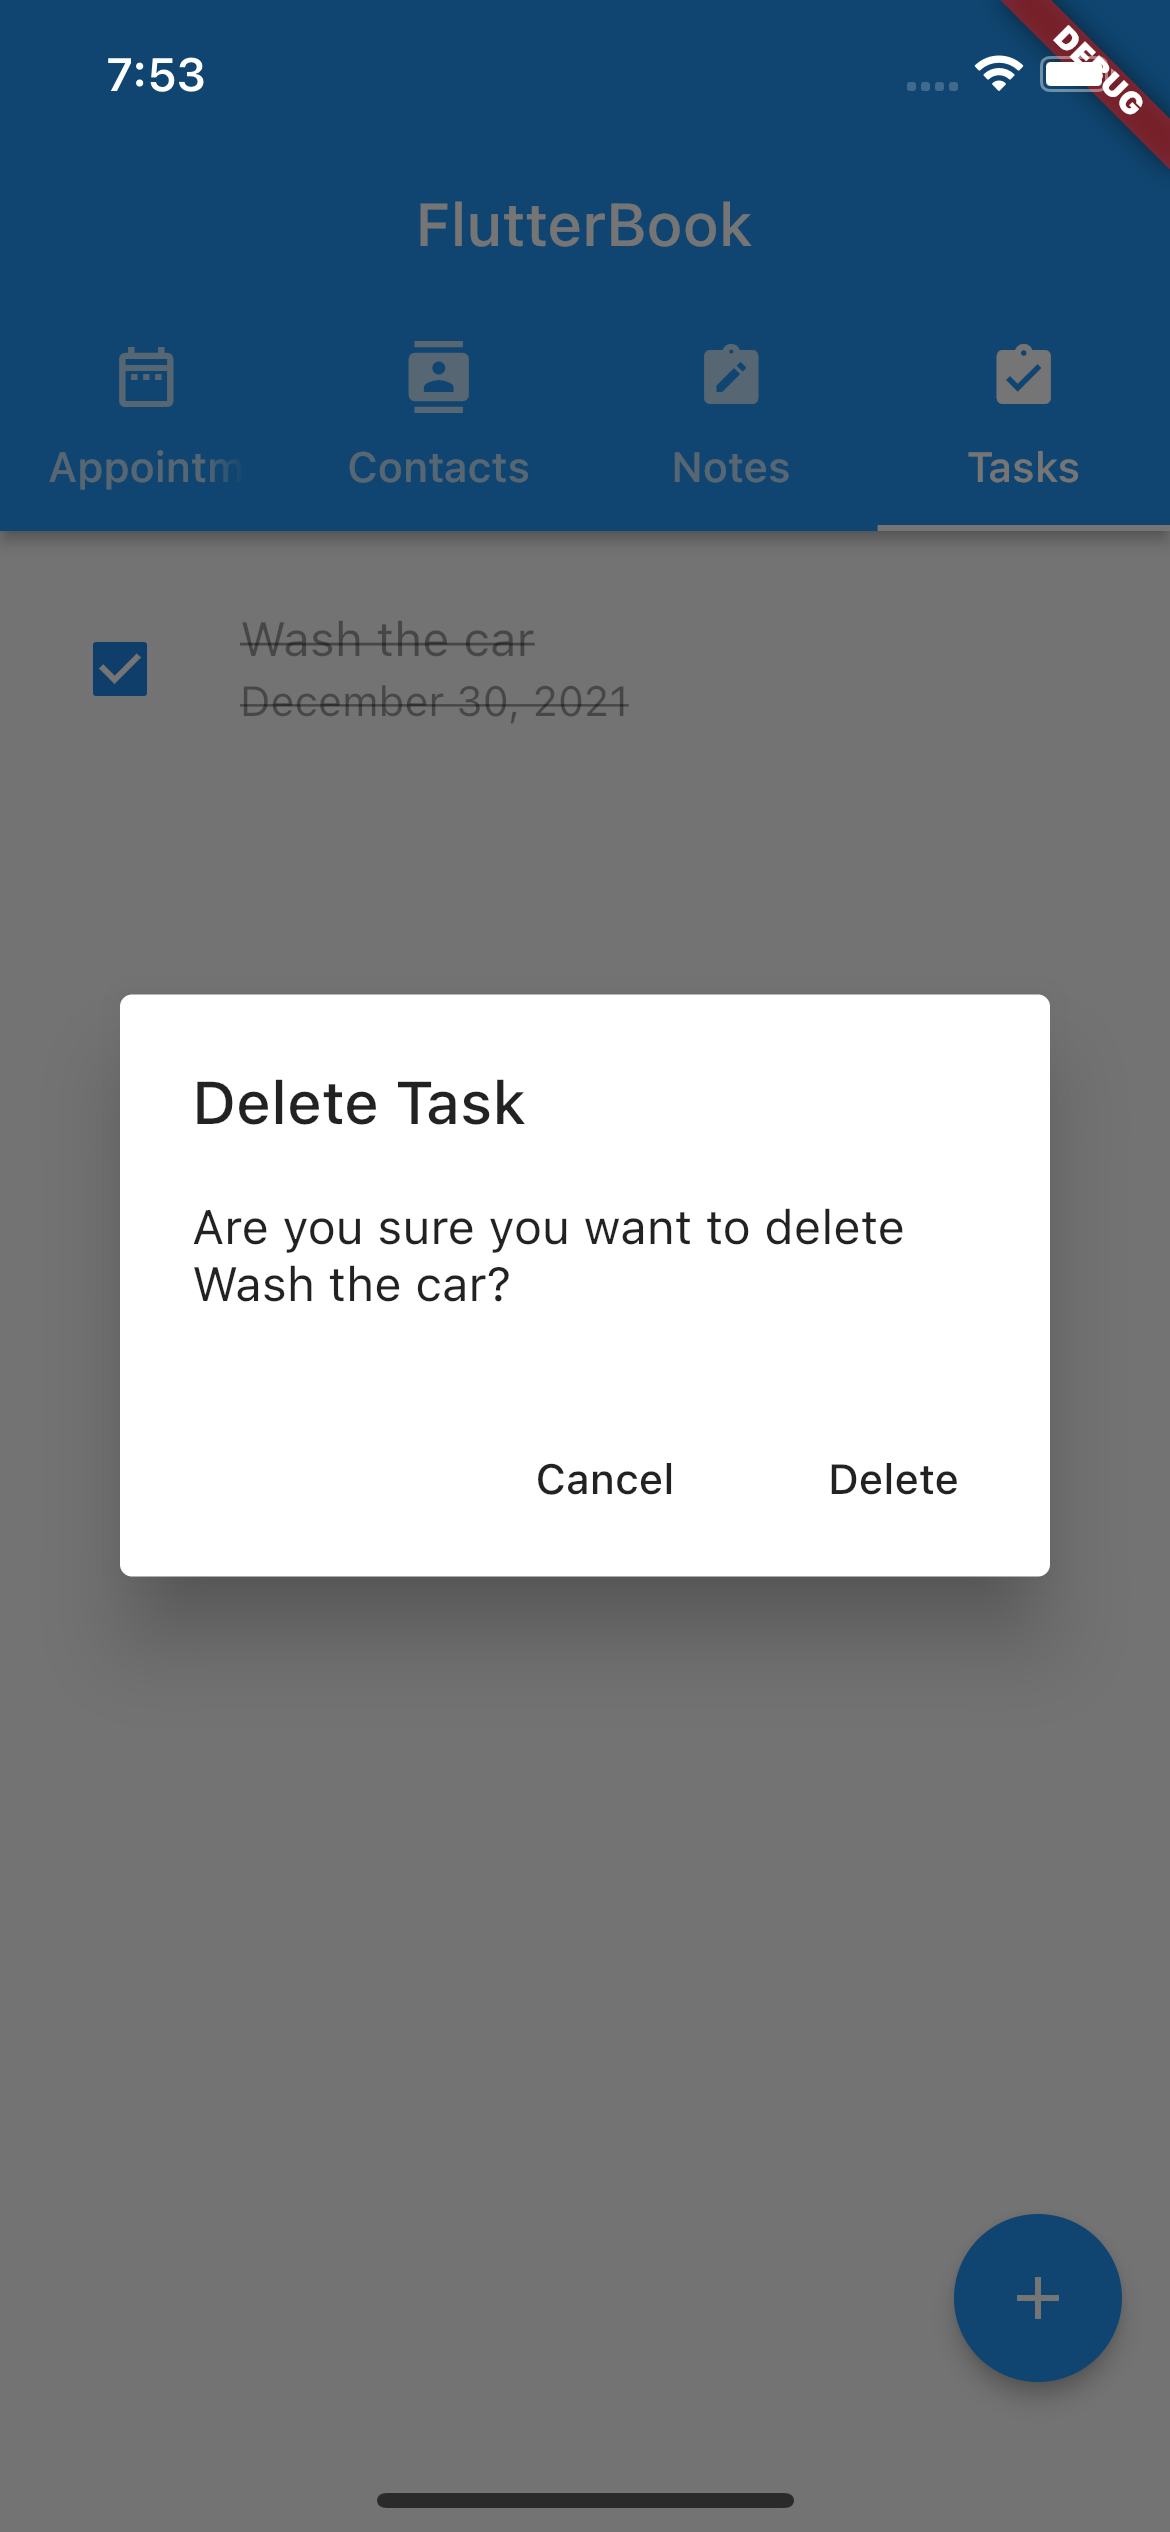 7:53
DEBUG
FlutterBook
Appointm
Contacts
Notes
Tasks
Wash the car
December 30, 2021
Delete Task
Are you sure you want to delete
Wash the car?
Cancel
Delete